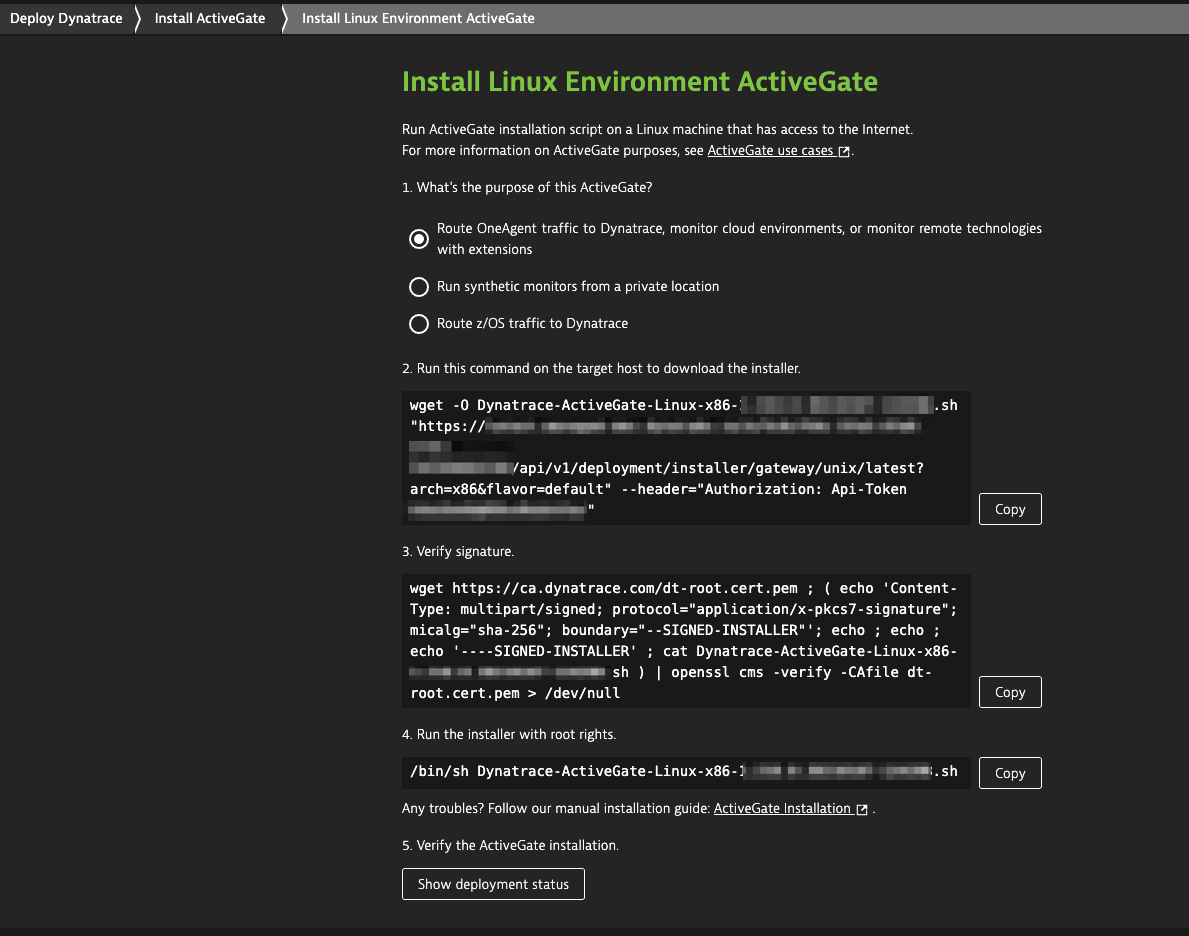 Deploy Dynatrace
Install ActiveGate
Install Linux Environment ActiveGate
Install Linux Environment ActiveGate
Run ActiveGate installation script on a Linux machine that has access to the Internet.
For more information on ActiveGate purposes, see ActiveGate use cases.
1. What's the purpose of this ActiveGate?
Route OneAgent traffic to Dynatrace, monitor cloud environments, or monitor remote technologies
with extensions
Run synthetic monitors from a private location
Route z/OS traffic to Dynatrace
2. Run this command on the target host to download the installer.
wget -O Dynatrace-ActiveGate-Linux-x86-.sh
"https://
/api/v1/deployment/installer/gateway/unix/latest?
arch=x86&flavor=default" --header="Authorization: Api-Token
"
Copy
3. Verify signature.
wget https://ca.dynatrace.com/dt-root.cert.pem ; ( echo 'Content-
Type: multipart/signed; protocol="application/x-pkcs7-signature";
micalg="sha-256"; boundary="--SIGNED-INSTALLER"'; echo ; echo ;
echo '----SIGNED-INSTALLER' ; cat Dynatrace-ActiveGate-Linux-x86-
sh ) | openssl cms -verify -CAfile dt-
root.cert.pem > /dev/null
Copy
4. Run the installer with root rights.
/bin/sh Dynatrace-ActiveGate-Linux-x86-.sh
Copy
Any troubles? Follow our manual installation guide: ActiveGate Installation .
5. Verify the ActiveGate installation.
Show deployment status